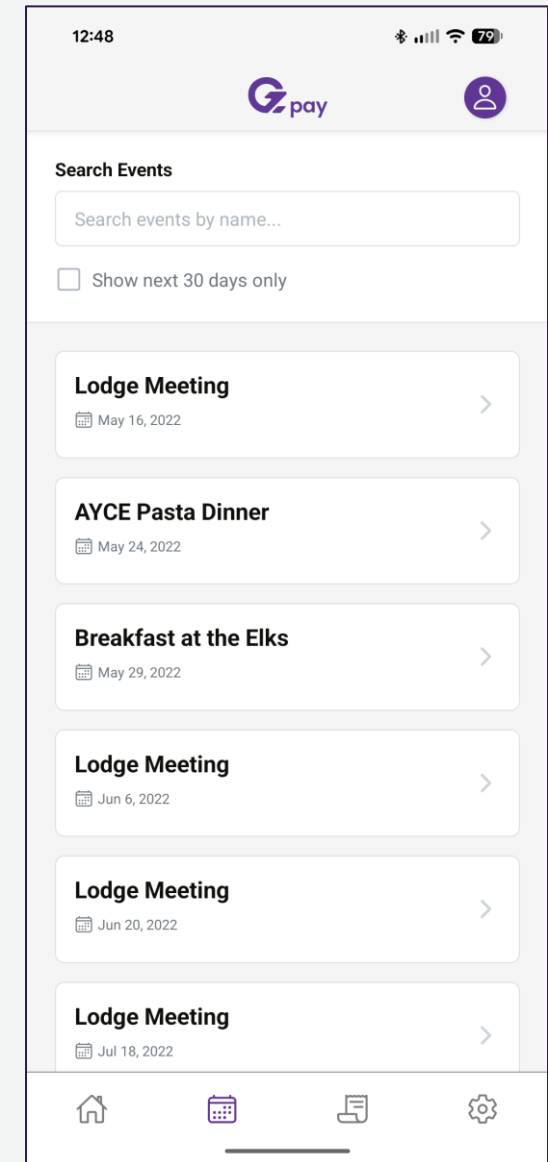 12:48
79
GZ pay
Search Events
Search events by name...
Show next 30 days only
Lodge Meeting
May 16, 2022
AYCE Pasta Dinner
May 24, 2022
Breakfast at the Elks
May 29, 2022
Lodge Meeting
Jun 6, 2022
Lodge Meeting
Jun 20, 2022
Lodge Meeting
Jul 18, 2022